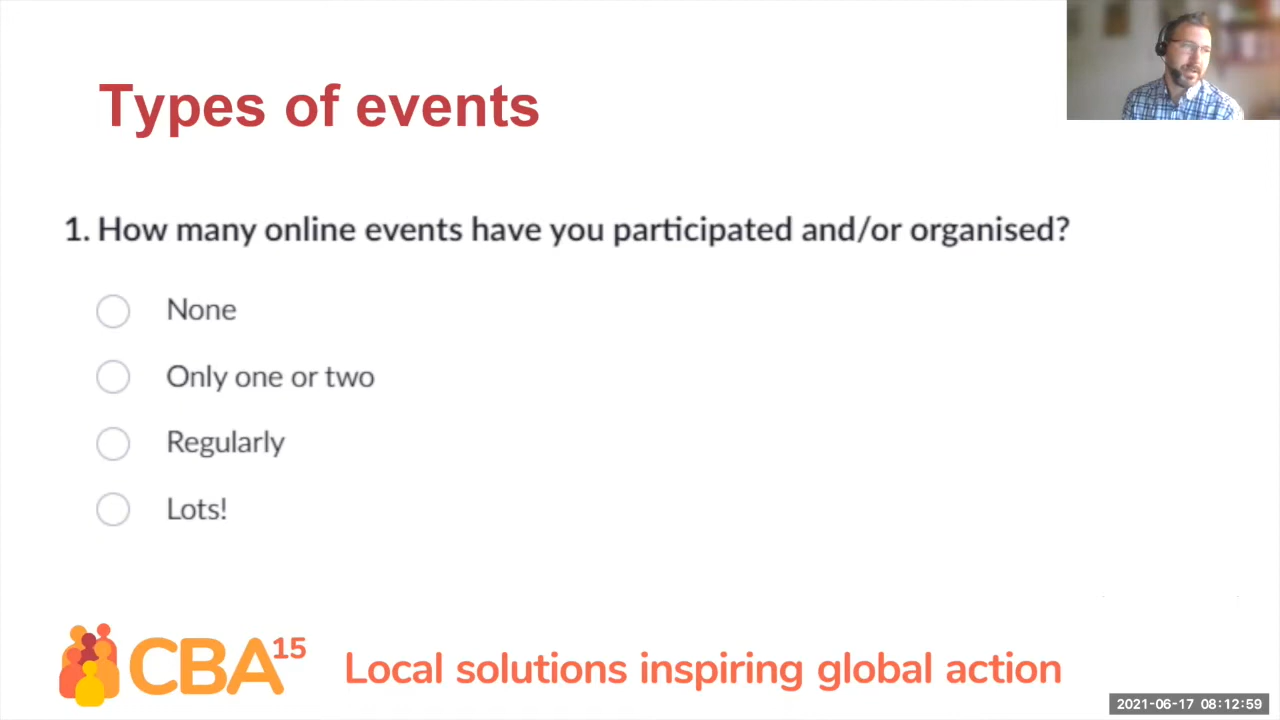 Types of events
1. How many online events have you participated and/or organised?
None
Only one or two
Regularly
Lots!
CBA15
Local solutions inspiring global action
2021-06-17 08:12:59